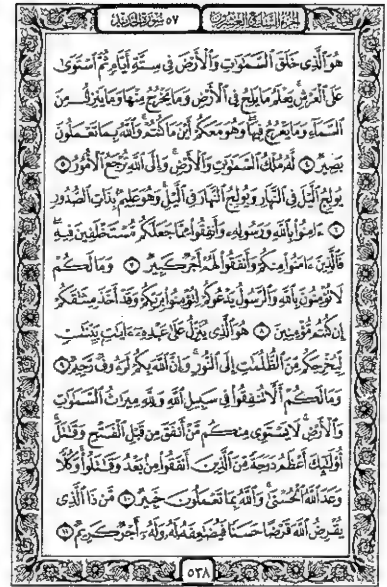 الجزء السابع والعشرون ٥٧ سورة الحديد
هُوَ ٱلَّذِى خَلَقَ ٱلسَّمَٰوَٰتِ وَٱلْأَرْضَ فِى سِتَّةِ أَيَّامٍ ثُمَّ ٱسْتَوَىٰ
عَلَى ٱلْعَرْشِ ۚ يَعْلَمُ مَا يَلِجُ فِى ٱلْأَرْضِ وَمَا يَخْرُجُ مِنْهَا وَمَا يَنزِلُ مِنَ
ٱلسَّمَآءِ وَمَا يَعْرُجُ فِيهَا ۖ وَهُوَ مَعَكُمْ أَيْنَ مَا كُنتُمْ ۚ وَٱللَّهُ بِمَا تَعْمَلُونَ
بَصِيرٌ ٤ لَّهُۥ مُلْكُ ٱلسَّمَٰوَٰتِ وَٱلْأَرْضِ ۚ وَإِلَى ٱللَّهِ تُرْجَعُ ٱلْأُمُورُ ٥
يُولِجُ ٱلَّيْلَ فِى ٱلنَّهَارِ وَيُولِجُ ٱلنَّهَارَ فِى ٱلَّيْلِ ۚ وَهُوَ عَلِيمٌۢ بِذَاتِ ٱلصُّدُورِ
٦ ءَامِنُوا۟ بِٱللَّهِ وَرَسُولِهِۦ وَأَنفِقُوا۟ مِمَّا جَعَلَكُم مُّسْتَخْلَفِينَ فِيهِ ۖ
فَٱلَّذِينَ ءَامَنُوا۟ مِنكُمْ وَأَنفَقُوا۟ لَهُمْ أَجْرٌ كَبِيرٌ ٧ وَمَا لَكُمْ
لَا تُؤْمِنُونَ بِٱللَّهِ ۙ وَٱلرَّسُولُ يَدْعُوكُمْ لِتُؤْمِنُوا۟ بِرَبِّكُمْ وَقَدْ أَخَذَ مِيثَٰقَكُمْ
إِن كُنتُم مُّؤْمِنِينَ ٨ هُوَ ٱلَّذِى يُنَزِّلُ عَلَىٰ عَبْدِهِۦٓ ءَايَٰتٍۭ بَيِّنَٰتٍ
لِّيُخْرِجَكُم مِّنَ ٱلظُّلُمَٰتِ إِلَى ٱلنُّورِ ۚ وَإِنَّ ٱللَّهَ بِكُمْ لَرَءُوفٌ رَّحِيمٌ ٩
وَمَا لَكُمْ أَلَّا تُنفِقُوا۟ فِى سَبِيلِ ٱللَّهِ وَلِلَّهِ مِيرَٰثُ ٱلسَّمَٰوَٰتِ
وَٱلْأَرْضِ ۚ لَا يَسْتَوِى مِنكُم مَّنْ أَنفَقَ مِن قَبْلِ ٱلْفَتْحِ وَقَٰتَلَ ۚ
أُو۟لَٰٓئِكَ أَعْظَمُ دَرَجَةً مِّنَ ٱلَّذِينَ أَنفَقُوا۟ مِنۢ بَعْدُ وَقَٰتَلُوا۟ ۚ وَكُلًّا
وَعَدَ ٱللَّهُ ٱلْحُسْنَىٰ ۚ وَٱللَّهُ بِمَا تَعْمَلُونَ خَبِيرٌ ١٠ مَّن ذَا ٱلَّذِى
يُقْرِضُ ٱللَّهَ قَرْضًا حَسَنًا فَيُضَٰعِفَهُۥ لَهُۥ وَلَهُۥٓ أَجْرٌ كَرِيمٌ ١١
٥٣٨